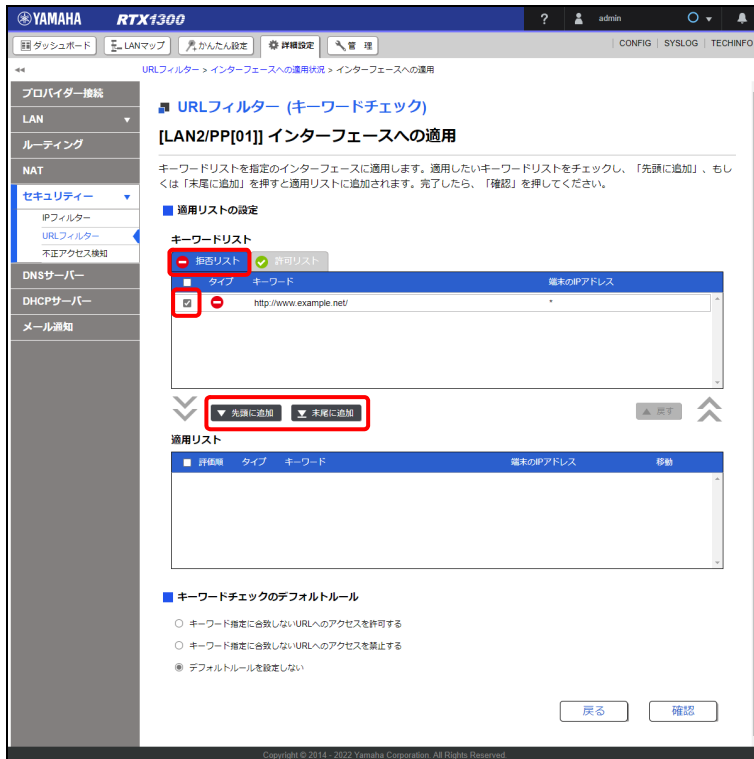 YAMAHA RTX1300 ? admin
ダッシュボード LANマップ かんたん設定 詳細設定 管 理 CONFIG SYSLOG TECHINFO
URLフィルター > インターフェースへの適用状況 > インターフェースへの適用
プロバイダー接続
LAN
ルーティング
NAT
セキュリティー
IPフィルター
URLフィルター
不正アクセス検知
DNSサーバー
DHCPサーバー
メール通知
URLフィルター (キーワードチェック)
[LAN2/PP[01]] インターフェースへの適用
キーワードリストを指定のインターフェースに適用します。適用したいキーワードリストをチェックし、「先頭に追加」、もし
くは「末尾に追加」を押すと適用リストに追加されます。完了したら、「確認」を押してください。
適用リストの設定
キーワードリスト
拒否リスト 許可リスト
タイプ キーワード 端末のIPアドレス
http://www.example.net/ *
先頭に追加 末尾に追加 戻す
適用リスト
評価順 タイプ キーワード 端末のIPアドレス 移動
キーワードチェックのデフォルトルール
キーワード指定に合致しないURLへのアクセスを許可する
キーワード指定に合致しないURLへのアクセスを禁止する
デフォルトルールを設定しない
戻る 確認
Copyright © 2014 - 2022 Yamaha Corporation. All Rights Reserved.